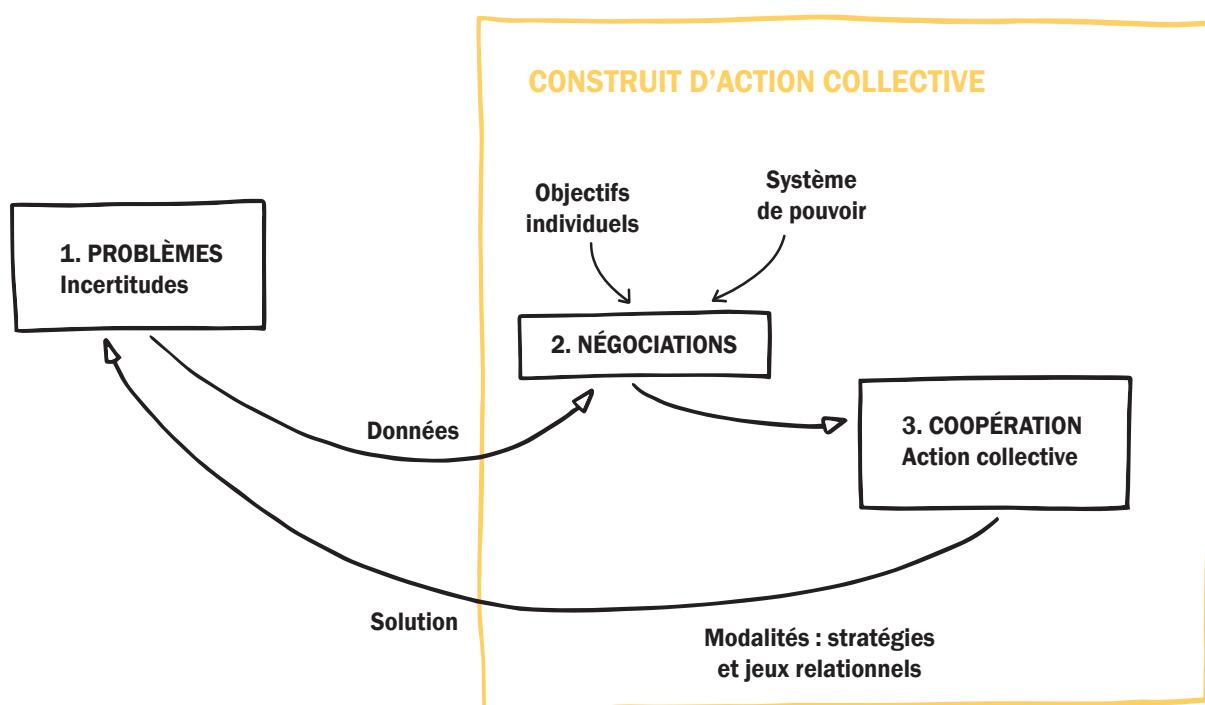 CONSTRUIT D'ACTION COLLECTIVE
Objectifs
individuels
Système
de pouvoir
1. PROBLÈMES
Incertitudes
2. NÉGOCIATIONS
Données
3. COOPÉRATION
Action collective
Solution
Modalités : stratégies
et jeux relationnels